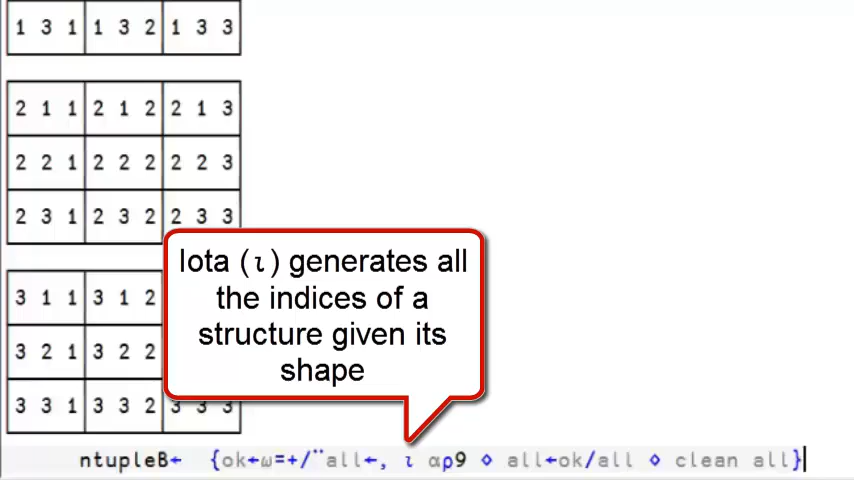 1 3 1 1 3 2 1 3 3
2 1 1 2 1 2 2 1 3
2 2 1 2 2 2 2 2 3
2 3 1 2 3 2 2 3 3
Iota (⍳) generates all
the indices of a
structure given its
shape
3 1 1 3 1 2
3 2 1 3 2 2
3 3 1 3 3 2 3 3 3
ntupleB← {ok←⍵=+/¨all←, ⍳ ⍺⍴9 ⋄ all←ok/all ⋄ clean all}